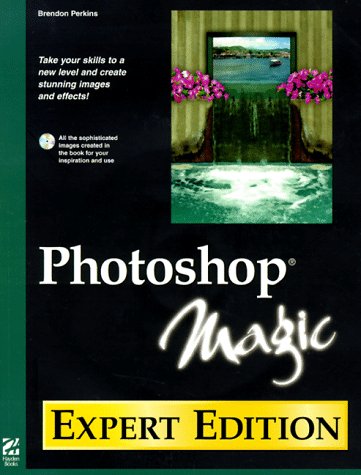 Brendon Perkins
Take your skills to a
new level and create
stunning images
and effects!
All the sophisticated
images created in
the book for your
inspiration and use
Photoshop®
Magic
EXPERT EDITION
Hayden
Books